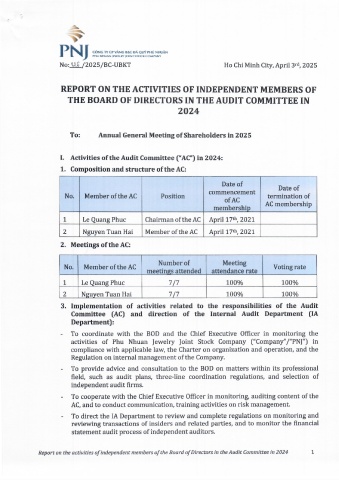 PNJ
CÔNG TY CỔ PHẦN VÀNG BẠC ĐÁ QUÝ PHÚ NHUẬN
PHU NHUAN JEWELRY JOINT STOCK COMPANY
No: /2025/BC-UBKT Ho Chi Minh City, April 3rd, 2025
REPORT ON THE ACTIVITIES OF INDEPENDENT MEMBERS OF
THE BOARD OF DIRECTORS IN THE AUDIT COMMITTEE IN
2024
To: Annual General Meeting of Shareholders in 2025
I. Activities of the Audit Committee ("AC") in 2024:
1. Composition and structure of the AC:
No. Member of the AC Position Date of commencement of AC membership Date of termination of AC membership
1 Le Quang Phuc Chairman of the AC April 17th, 2021
2 Nguyen Tuan Hai Member of the AC April 17th, 2021
2. Meetings of the AC:
No. Member of the AC Number of meetings attended Meeting attendance rate Voting rate
1 Le Quang Phuc 7/7 100% 100%
2 Nguyen Tuan Hai 7/7 100% 100%
3. Implementation of activities related to the responsibilities of the Audit
Committee (AC) and direction of the Internal Audit Department (IA
Department):
- To coordinate with the BOD and the Chief Executive Officer in monitoring the
activities of Phu Nhuan Jewelry Joint Stock Company ("Company"/"PNJ") in
compliance with applicable law, the Charter on organisation and operation, and the
Regulation on internal management of the Company.
- To provide advice and consultation to the BOD on matters within its professional
field, such as audit plans, three-line coordination regulations, and selection of
independent audit firms.
- To cooperate with the Chief Executive in monitoring, auditing content of the
AC, and to conduct communication, training activities on risk management.
- To direct the IA Department to review and complete regulations on monitoring and
reviewing transactions of insiders and related parties, and to monitor the financial
statement audit process of independent auditors.
Report on the activities of independent members of the Board of Directors in the Audit Committee in 2024 1